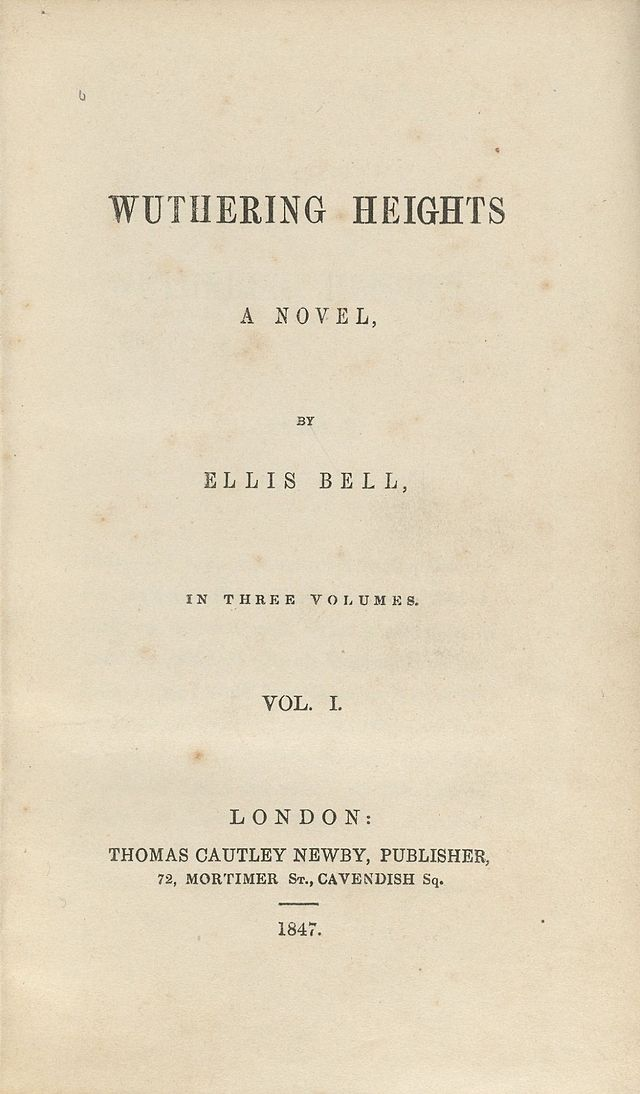 WUTHERING HEIGHTS
A NOVEL,
BY
ELLIS BELL,
IN THREE VOLUMES.
VOL. I.
LONDON:
THOMAS CAUTLEY NEWBY, PUBLISHER,
72, MORTIMER St., CAVENDISH Sq.
1847.